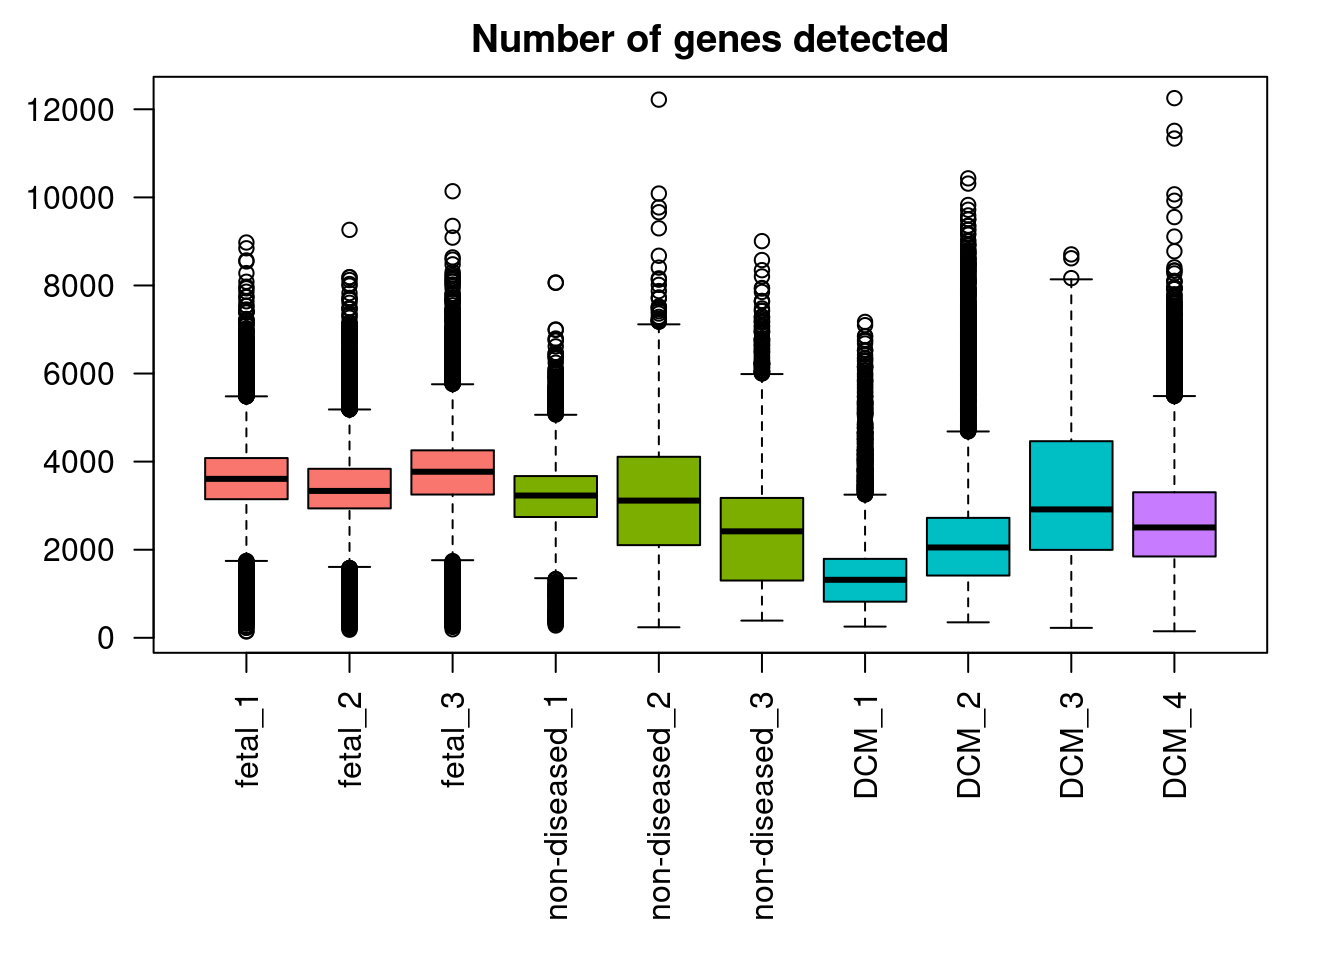 Number of genes detected
12000
10000
8000
6000
4000
2000
0
fetal_1
fetal_2
fetal_3
non-diseased_1
non-diseased_2
non-diseased_3
DCM_1
DCM_2
DCM_3
DCM_4